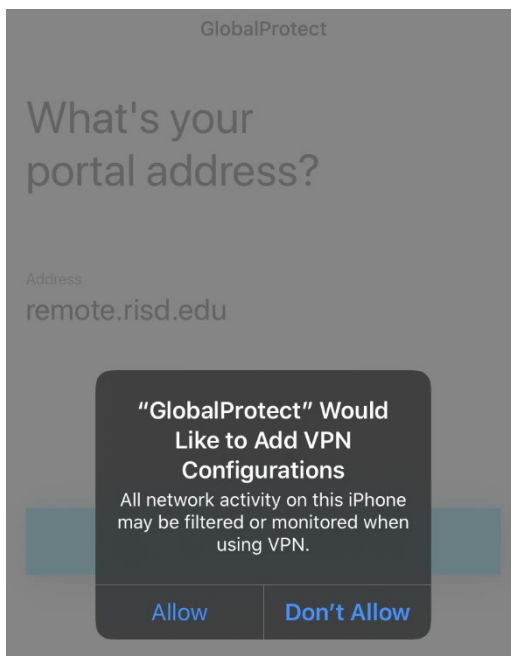 GlobalProtect
What's your
portal address?
Address
remote.risd.edu
“GlobalProtect” Would
Like to Add VPN
Configurations
All network activity on this iPhone
may be filtered or monitored when
using VPN.
Allow
Don’t Allow